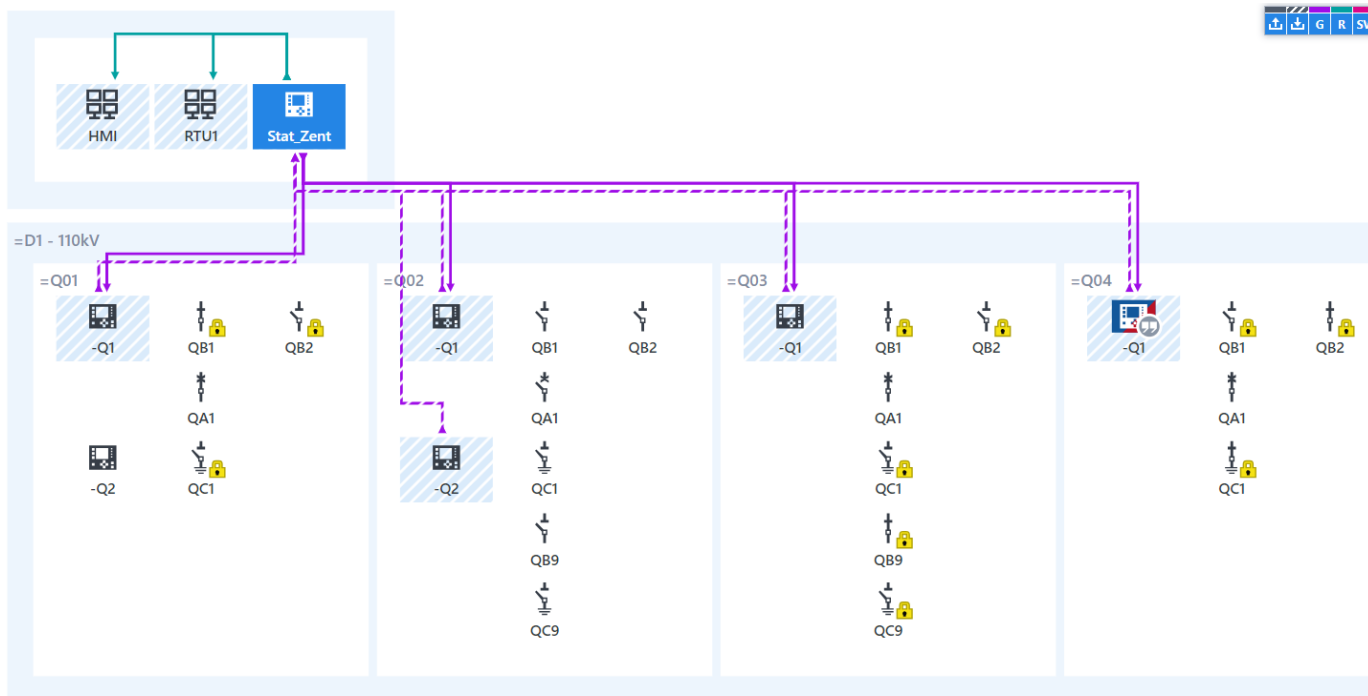 G R SV
HMI RTU1 Stat_Zent
=D1 - 110kV
=Q01 =Q02 =Q03 =Q04
-Q1 QB1 QB2 -Q1 QB1 QB2 -Q1 QB1 QB2 -Q1 QB1 QB2
QA1 QA1 QA1 QA1
-Q2 QC1 -Q2 QC1 QC1 QC1
QB9 QB9
QC9 QC9